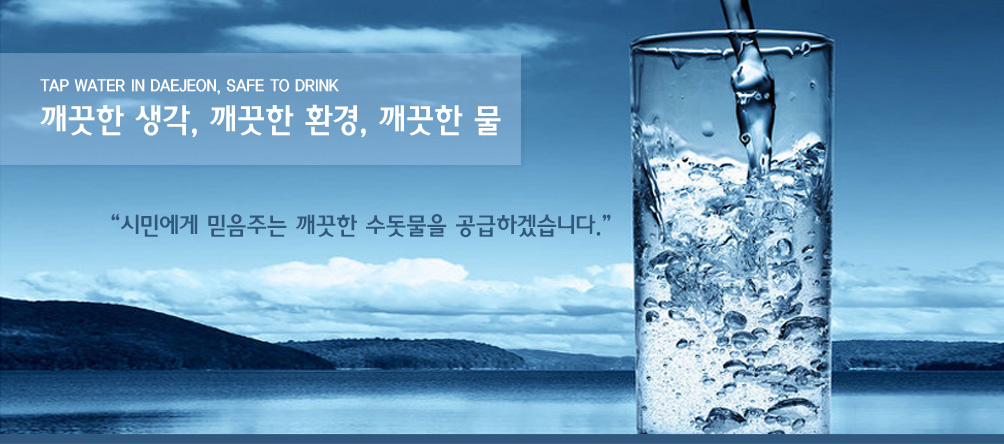 TAP WATER IN DAEJEON, SAFE TO DRINK
깨끗한 생각, 깨끗한 환경, 깨끗한 물
“시민에게 믿음주는 깨끗한 수돗물을 공급하겠습니다.”